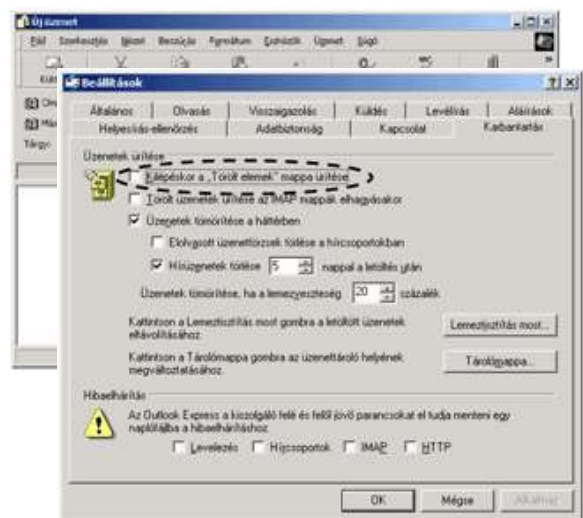 Új üzenet
Fájl Szerkesztés Nézet Beszúrás Formátum Eszközök Üzenet Súgó
Tárgy:
Beállítások
Általános Olvasás Visszaigazolás Küldés Levélírás Aláírások
Helyesírás-ellenőrzés Adatbiztonság Kapcsolat Karbantartás
Üzenetek ürítése
Kilépéskor a „Törölt elemek" mappa ürítése
Törölt üzenetek ürítése az IMAP mappák elhagyásakor
Üzenetek tömörítése a háttérben
Elolvasott üzenettörzsek törlése a hírcsoportokban
Hírüzenetek törlése 5 nappal a letöltés után
Üzenetek tömörítése, ha a lemezveszteség 20 százalék
Kattintson a Lemeztisztítás most gombra a letöltött üzenetek
eltávolításához.
Lemeztisztítás most...
Kattintson a Tárolómappa gombra az üzenettároló helyének
megváltoztatásához.
Tárolómappa...
Hibaelhárítás
Az Outlook Express a kiszolgáló felé és felől jövő parancsokat el tudja menteni egy
naplófájlba a hibaelhárításhoz.
Levelezés Hírcsoportok IMAP HTTP
OK Mégse Alkalmaz